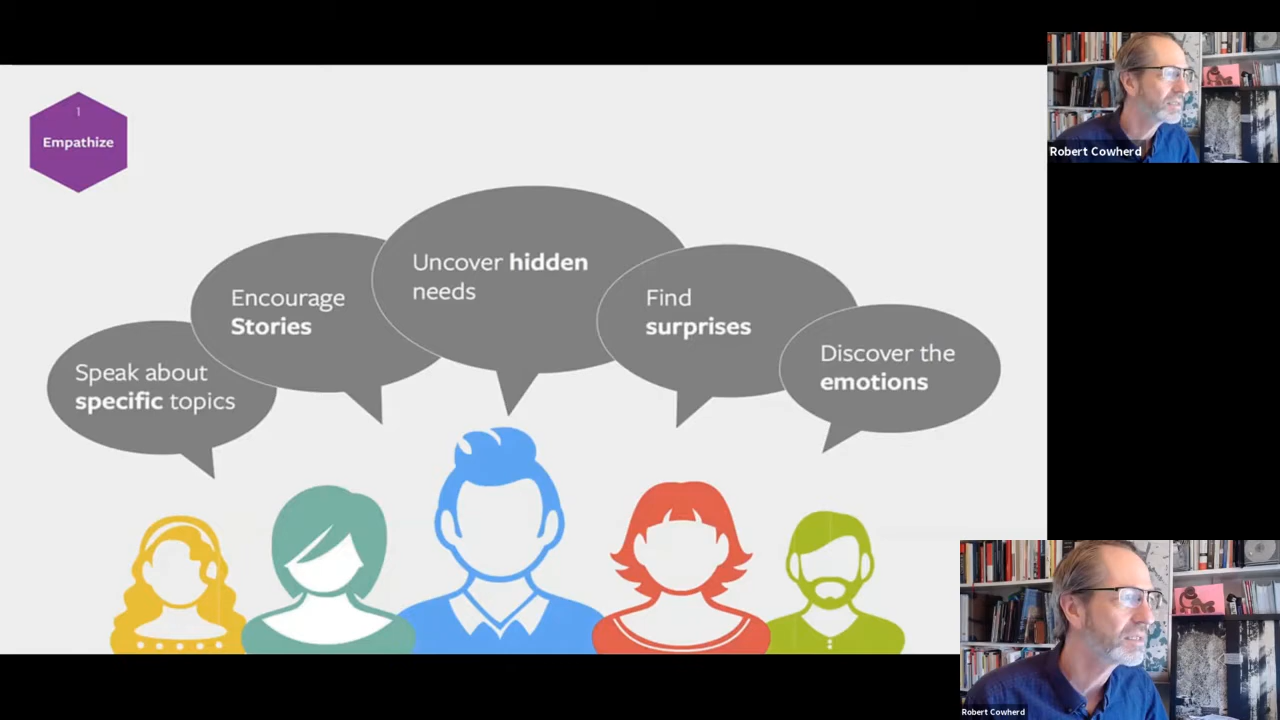 1
Empathize
Speak about
specific topics
Encourage
Stories
Uncover hidden
needs
Find
surprises
Discover the
emotions
Robert Cowherd
Robert Cowherd